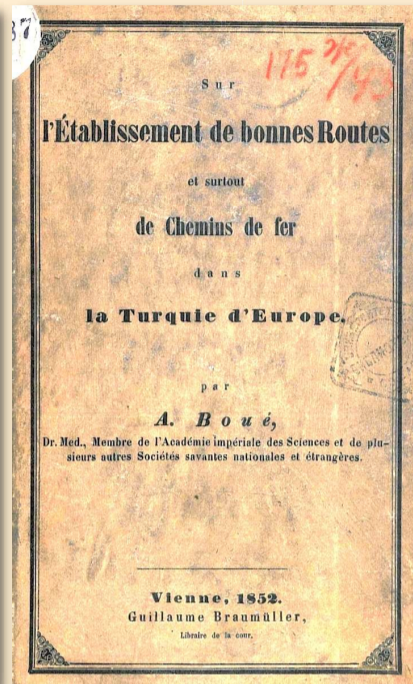 37
175
Sur
l'Établissement de bonnes Routes
et surtout
de Chemins de fer
dans
la Turquie d'Europe.
par
A. Boué,
Dr. Med., Membre de l'Académie impériale des Sciences et de plu-
sieurs autres Sociétés savantes nationales et étrangères.
Vienne, 1852.
Guillaume Braumüller,
Libraire de la cour.